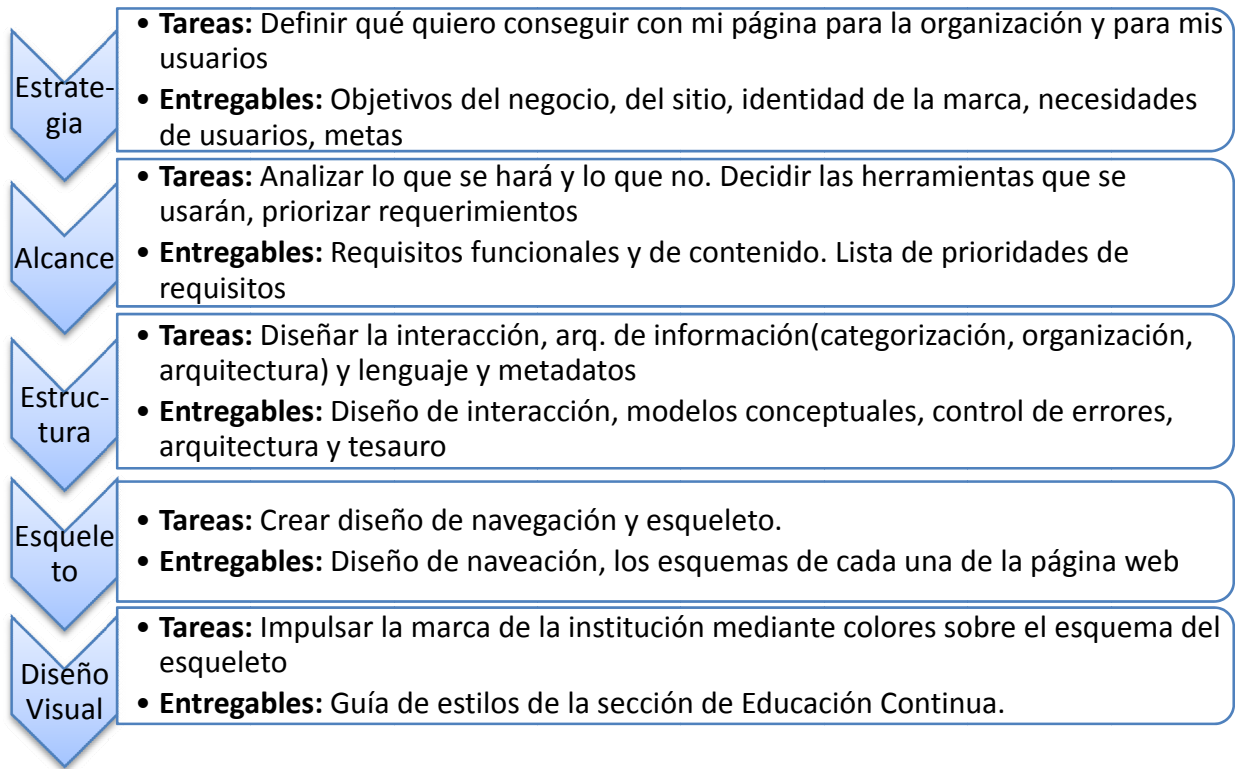 Estrate-
gia
• Tareas: Definir qué quiero conseguir con mi página para la organización y para mis
usuarios
• Entregables: Objetivos del negocio, del sitio, identidad de la marca, necesidades
de usuarios, metas
Alcance
• Tareas: Analizar lo que se hará y lo que no. Decidir las herramientas que se
usarán, priorizar requerimientos
• Entregables: Requisitos funcionales y de contenido. Lista de prioridades de
requisitos
Estruc-
tura
• Tareas: Diseñar la interacción, arq. de información(categorización, organización,
arquitectura) y lenguaje y metadatos
• Entregables: Diseño de interacción, modelos conceptuales, control de errores,
arquitectura y tesauro
Esquele
to
• Tareas: Crear diseño de navegación y esqueleto.
• Entregables: Diseño de naveación, los esquemas de cada una de la página web
Diseño
Visual
• Tareas: Impulsar la marca de la institución mediante colores sobre el esquema del
esqueleto
• Entregables: Guía de estilos de la sección de Educación Continua.